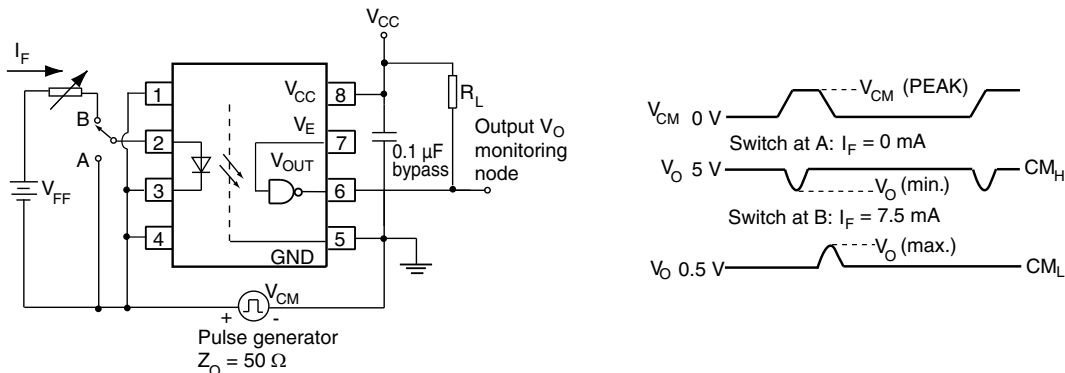 V_CC
I_F
1
V_CC
8
R_L
B
V_E
2
7
Output V_O
monitoring
node
A
0.1 µF
bypass
V_OUT
V_FF
3
6
4
5
GND
V_CM
+
-
Pulse generator
Z_O = 50 Ω
V_CM 0 V
V_CM (PEAK)
Switch at A: I_F = 0 mA
V_O 5 V
CM_H
V_O (min.)
Switch at B: I_F = 7.5 mA
V_O (max.)
V_O 0.5 V
CM_L